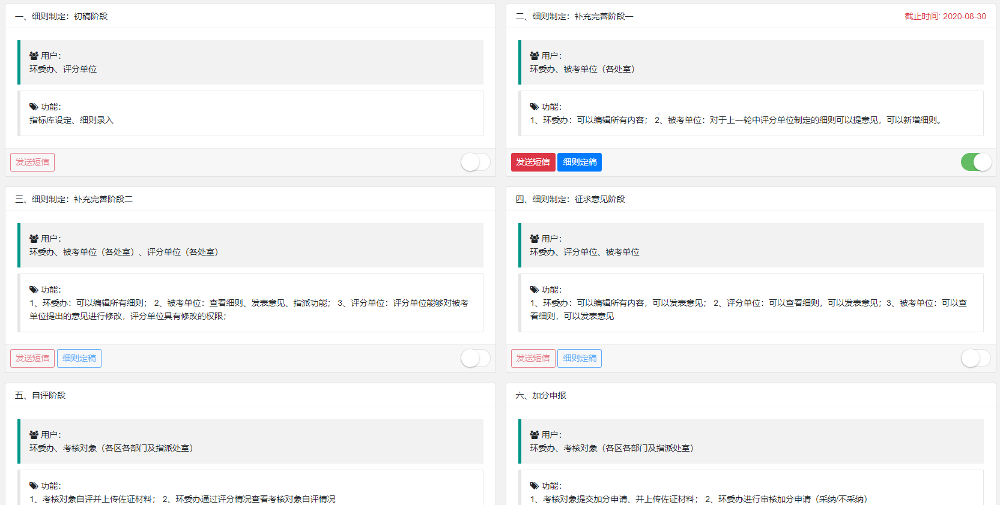 一、细则制定：初稿阶段
用户：
环委办、评分单位
功能：
指标库设定、细则录入
发送短信
二、细则制定：补充完善阶段一
截止时间: 2020-08-30
用户：
环委办、被考单位（各处室）
功能：
1、环委办：可以编辑所有内容； 2、被考单位：对于上一轮中评分单位制定的细则可以提意见，可以新增细则。
发送短信 细则定稿
三、细则制定：补充完善阶段二
用户：
环委办、被考单位（各处室）、评分单位（各处室）
功能：
1、环委办：可以编辑所有细则； 2、被考单位：查看细则、发表意见、指派功能； 3、评分单位：评分单位能够对被考
单位提出的意见进行修改，评分单位具有修改的权限；
发送短信 细则定稿
四、细则制定：征求意见阶段
用户：
环委办、评分单位、被考单位
功能：
1、环委办：可以编辑所有内容，可以发表意见； 2、评分单位：可以查看细则，可以发表意见；3、被考单位：可以查
看细则，可以发表意见
发送短信 细则定稿
五、自评阶段
用户：
环委办、考核对象（各区各部门及指派处室）
功能：
1、考核对象自评并上传佐证材料； 2、环委办通过评分情况查看考核对象自评情况
六、加分申报
用户：
环委办、考核对象（各区各部门及指派处室）
功能：
1、考核对象提交加分申请、并上传佐证材料； 2、环委办进行审核加分申请（采纳/不采纳）